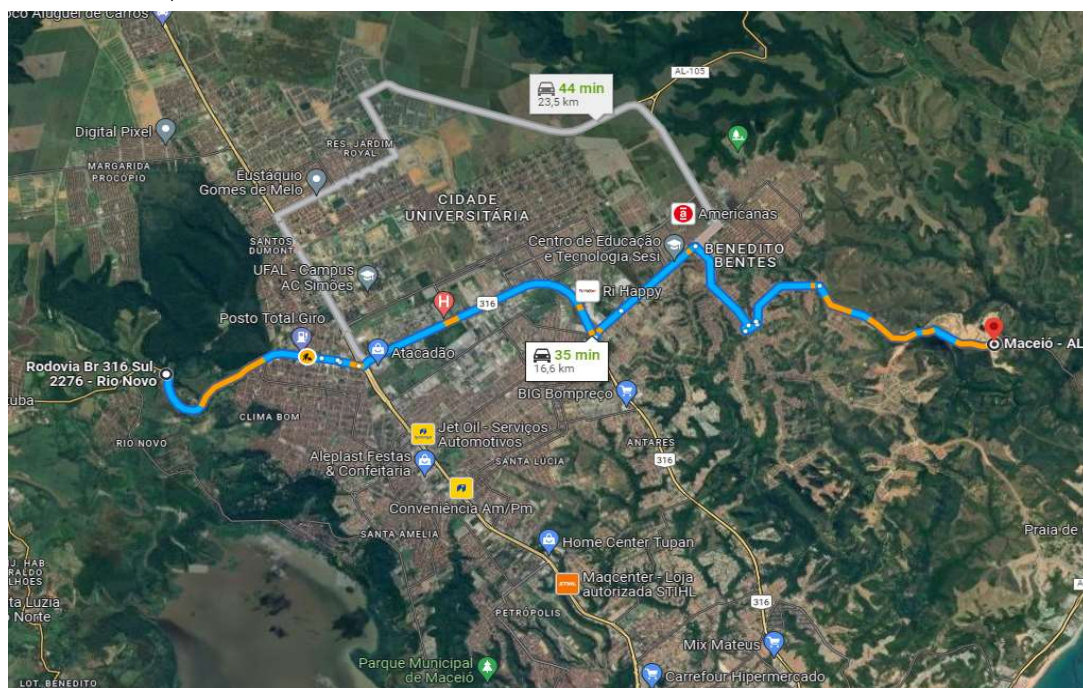 oco Aluguel de Carros
AL-105
44 min
23,5 km
Digital Pixel
RES. JARDIM
ROYAL
MARGARIDA
PROCÓPIO
Eustáquio
Gomes de Melo
CIDADE
UNIVERSITÁRIA
Americanas
SANTOS
DUMONT
Centro de Educação
e Tecnologia Sesi
BENEDITO
BENTES
UFAL - Campus
AC Simões
Ri Happy
H
316
Posto Total Giro
Atacadão
35 min
16,6 km
Maceió - AL
Rodovia Br 316 Sul,
2276 - Rio Novo
BIG Bompreço
CLIMA BOM
RIO NOVO
Jet Oil - Serviços
Automotivos
ANTARES
Aleplast Festas
& Confeitaria
SANTA LÚCIA
316
Conveniência Am/Pm
Praia de
SANTA AMELIA
Home Center Tupan
Maqcenter - Loja
autorizada STIHL
STIHL
316
PETRÓPOLIS
Mix Mateus
Parque Municipal
de Maceió
Carrefour Hipermercado
LOT. BENEDITO